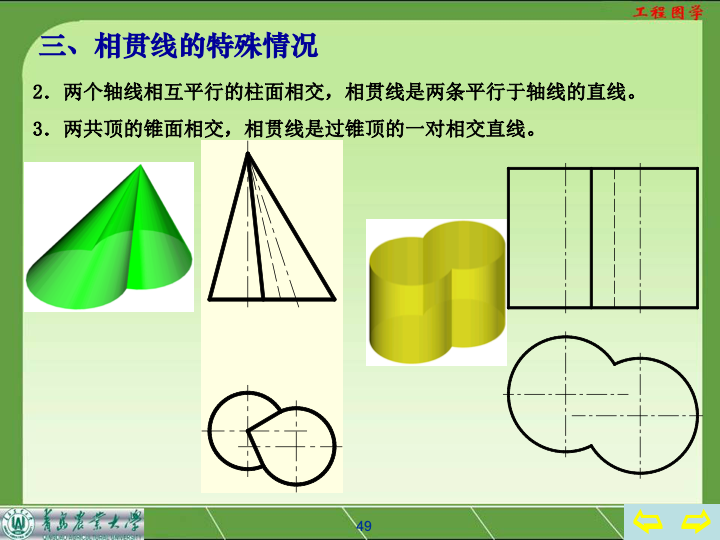 工程图学
三、相贯线的特殊情况
2．两个轴线相互平行的柱面相交，相贯线是两条平行于轴线的直线。
3．两共顶的锥面相交，相贯线是过锥顶的一对相交直线。
青岛农业大学
49